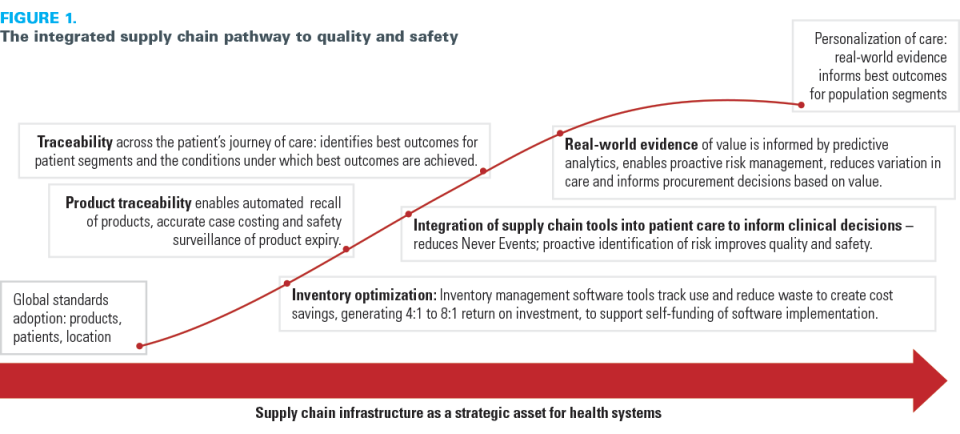 FIGURE 1.
The integrated supply chain pathway to quality and safety
Personalization of care:
real-world evidence
informs best outcomes
for population segments
Traceability across the patient's journey of care: identifies best outcomes for
patient segments and the conditions under which best outcomes are achieved.
Real-world evidence of value is informed by predictive
analytics, enables proactive risk management, reduces variation in
care and informs procurement decisions based on value.
Product traceability enables automated recall
of products, accurate case costing and safety
surveillance of product expiry.
Integration of supply chain tools into patient care to inform clinical decisions –
reduces Never Events; proactive identification of risk improves quality and safety.
Global standards
adoption: products,
patients, location
Inventory optimization: Inventory management software tools track use and reduce waste to create cost
savings, generating 4:1 to 8:1 return on investment, to support self-funding of software implementation.
Supply chain infrastructure as a strategic asset for health systems